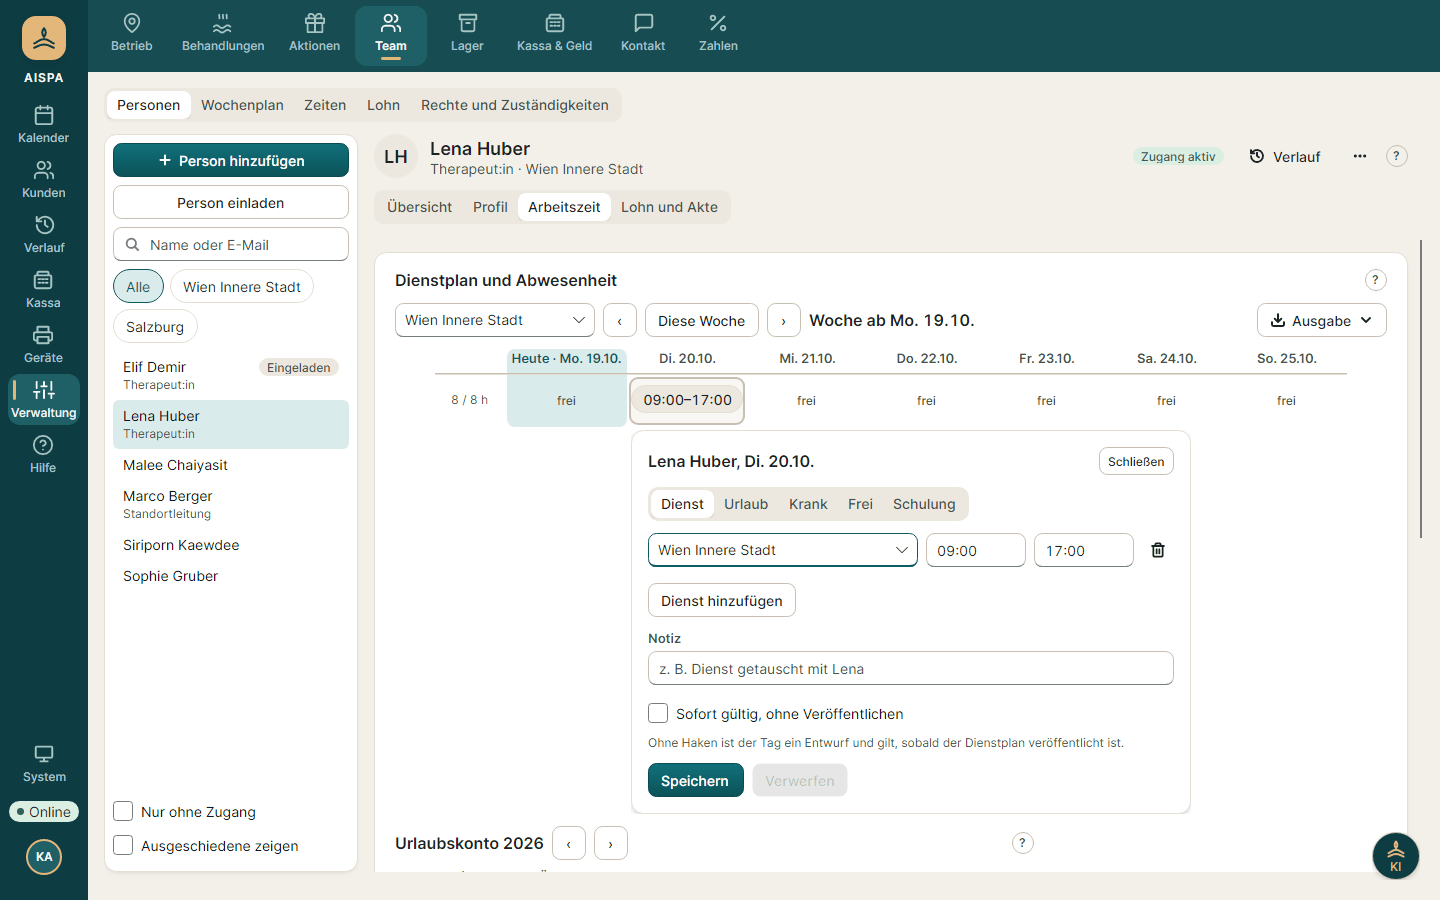 AISPA
Kalender
Kunden
Verlauf
Kassa
Geräte
Verwaltung
Hilfe
System
Online
KA
Betrieb
Behandlungen
Aktionen
Team
Lager
Kassa & Geld
Kontakt
Zahlen
Personen Wochenplan Zeiten Lohn Rechte und Zuständigkeiten
Person hinzufügen
Person einladen
Name oder E-Mail
Alle Wien Innere Stadt
Salzburg
Elif Demir Eingeladen
Therapeut:in
Lena Huber
Therapeut:in
Malee Chaiyasit
Marco Berger
Standortleitung
Siriporn Kaewdee
Sophie Gruber
Nur ohne Zugang
Ausgeschiedene zeigen
LH
Lena Huber
Therapeut:in · Wien Innere Stadt
Zugang aktiv Verlauf ··· ?
Übersicht Profil Arbeitszeit Lohn und Akte
Dienstplan und Abwesenheit ?
Wien Innere Stadt ‹ Diese Woche › Woche ab Mo. 19.10. Ausgabe
Heute · Mo. 19.10. Di. 20.10. Mi. 21.10. Do. 22.10. Fr. 23.10. Sa. 24.10. So. 25.10.
8 / 8 h frei 09:00–17:00 frei frei frei frei frei
Lena Huber, Di. 20.10. Schließen
Dienst Urlaub Krank Frei Schulung
Wien Innere Stadt 09:00 17:00
Dienst hinzufügen
Notiz
z. B. Dienst getauscht mit Lena
Sofort gültig, ohne Veröffentlichen
Ohne Haken ist der Tag ein Entwurf und gilt, sobald der Dienstplan veröffentlicht ist.
Speichern Verwerfen
Urlaubskonto 2026 ‹ › ?
KI